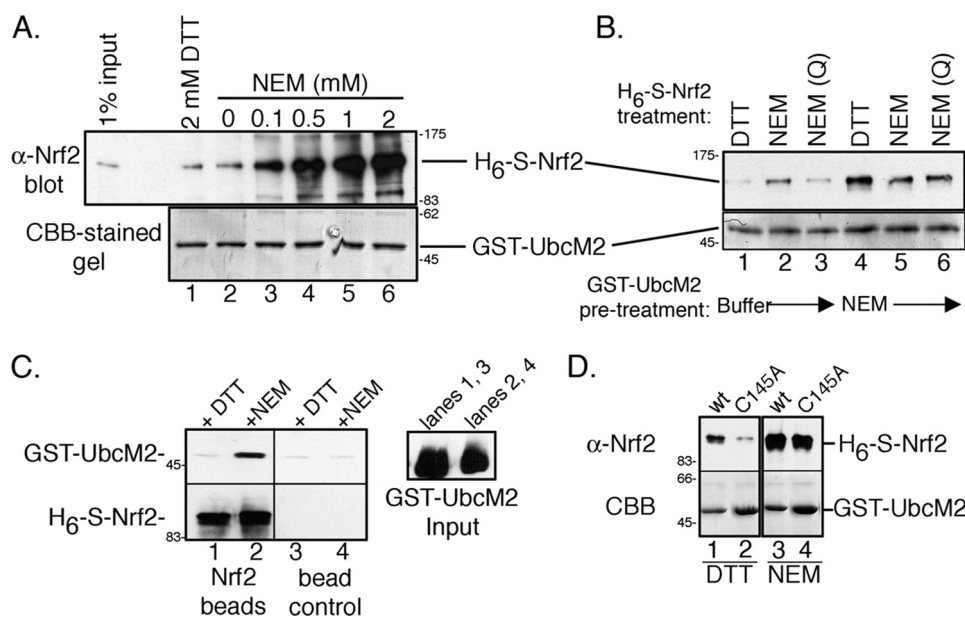 A.
1% input
2 mM DTT
NEM (mM)
0 0.1 0.5 1 2
α-Nrf2 blot
-175
-83
H6-S-Nrf2
CBB-stained gel
-62
-45
GST-UbcM2
1 2 3 4 5 6
B.
H6-S-Nrf2 treatment:
DTT
NEM
NEM (Q)
DTT
NEM
NEM (Q)
175-
45-
1 2 3 4 5 6
GST-UbcM2 pre-treatment: Buffer NEM
C.
+ DTT
+NEM
+ DTT
+NEM
GST-UbcM2-
45-
H6-S-Nrf2-
83-
1 2 3 4
Nrf2 beads
bead control
lanes 1, 3
lanes 2, 4
GST-UbcM2 Input
D.
wt
C145A
wt
C145A
α-Nrf2
83-
H6-S-Nrf2
66-
CBB
45-
GST-UbcM2
1 2 3 4
DTT NEM